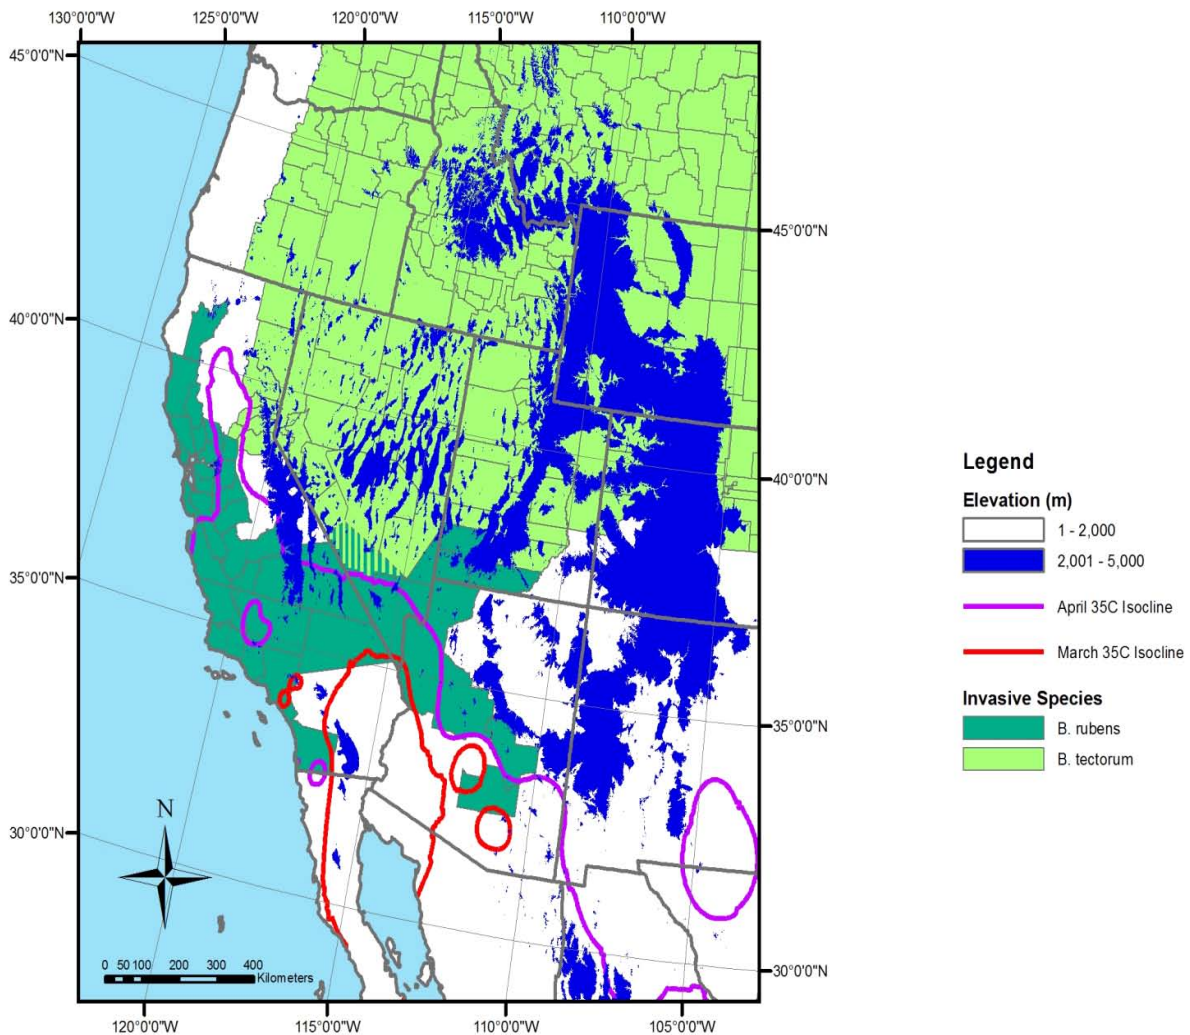 130°0'0"W 125°0'0"W 120°0'0"W 115°0'0"W 110°0'0"W
45°0'0"N
45°0'0"N
40°0'0"N
40°0'0"N
35°0'0"N
35°0'0"N
30°0'0"N
30°0'0"N
N
0 50 100 200 300 400
Kilometers
120°0'0"W 115°0'0"W 110°0'0"W 105°0'0"W
Legend
Elevation (m)
1 - 2,000
2,001 - 5,000
April 35C Isocline
March 35C Isocline
Invasive Species
B. rubens
B. tectorum